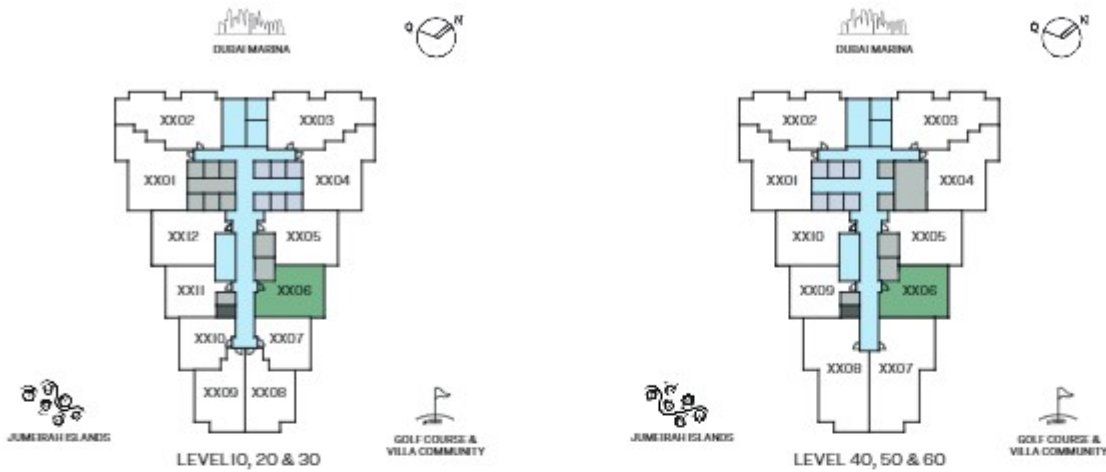 DUBAI MARINA
N
XX02
XX03
XX01
XX04
XX12
XX05
XX11
XX06
XX10
XX07
XX09
XX08
JUMEIRAH ISLANDS
GOLF COURSE &
VILLA COMMUNITY
LEVEL 10, 20 & 30
DUBAI MARINA
N
XX02
XX03
XX01
XX04
XX10
XX05
XX09
XX06
XX08
XX07
JUMEIRAH ISLANDS
GOLF COURSE &
VILLA COMMUNITY
LEVEL 40, 50 & 60